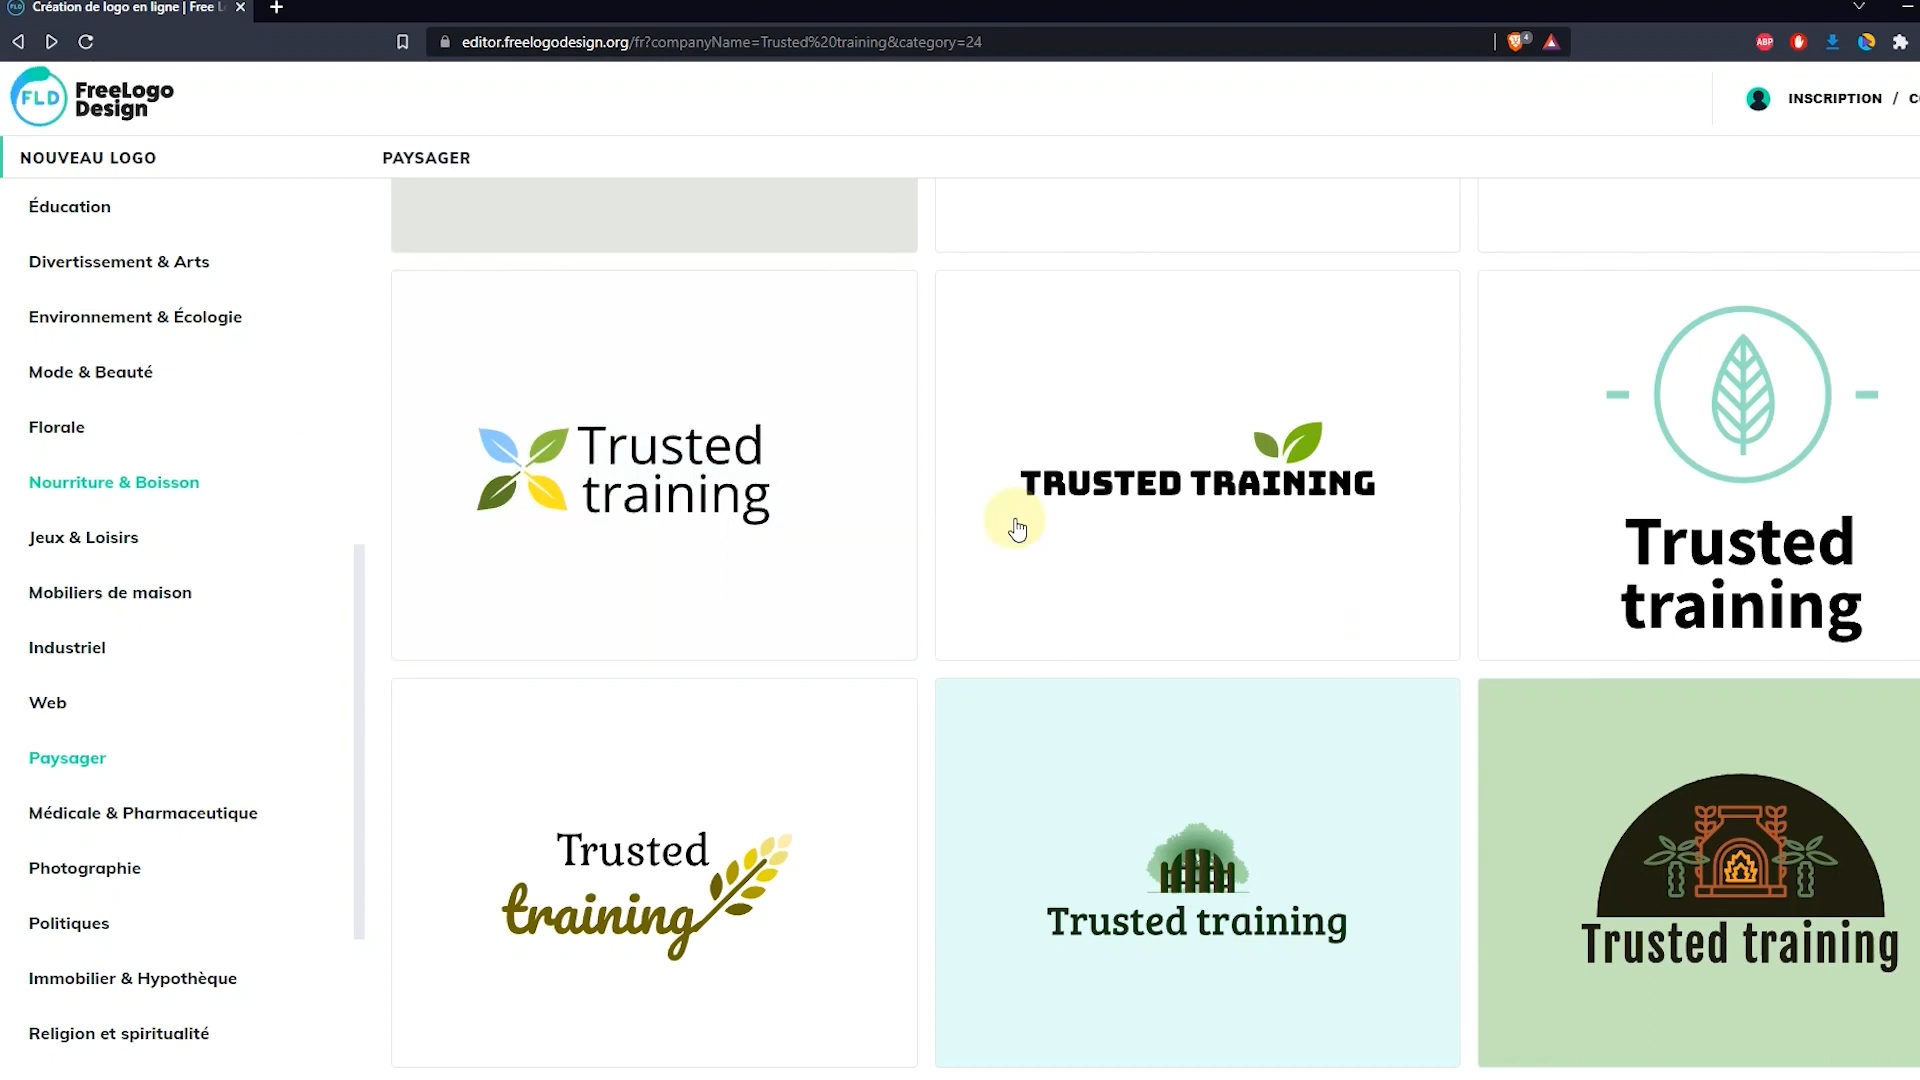 Création de logo en ligne | Free L
editor.freelogodesign.org/fr?companyName=Trusted%20training&category=24
4
ABP
FLD
FreeLogo
Design
INSCRIPTION /
NOUVEAU LOGO
PAYSAGER
Éducation
Divertissement & Arts
Environnement & Écologie
Mode & Beauté
Florale
Nourriture & Boisson
Jeux & Loisirs
Mobiliers de maison
Industriel
Web
Paysager
Médicale & Pharmaceutique
Photographie
Politiques
Immobilier & Hypothèque
Religion et spiritualité
Trusted
training
TRUSTED TRAINING
Trusted
training
Trusted
training
Trusted training
Trusted training